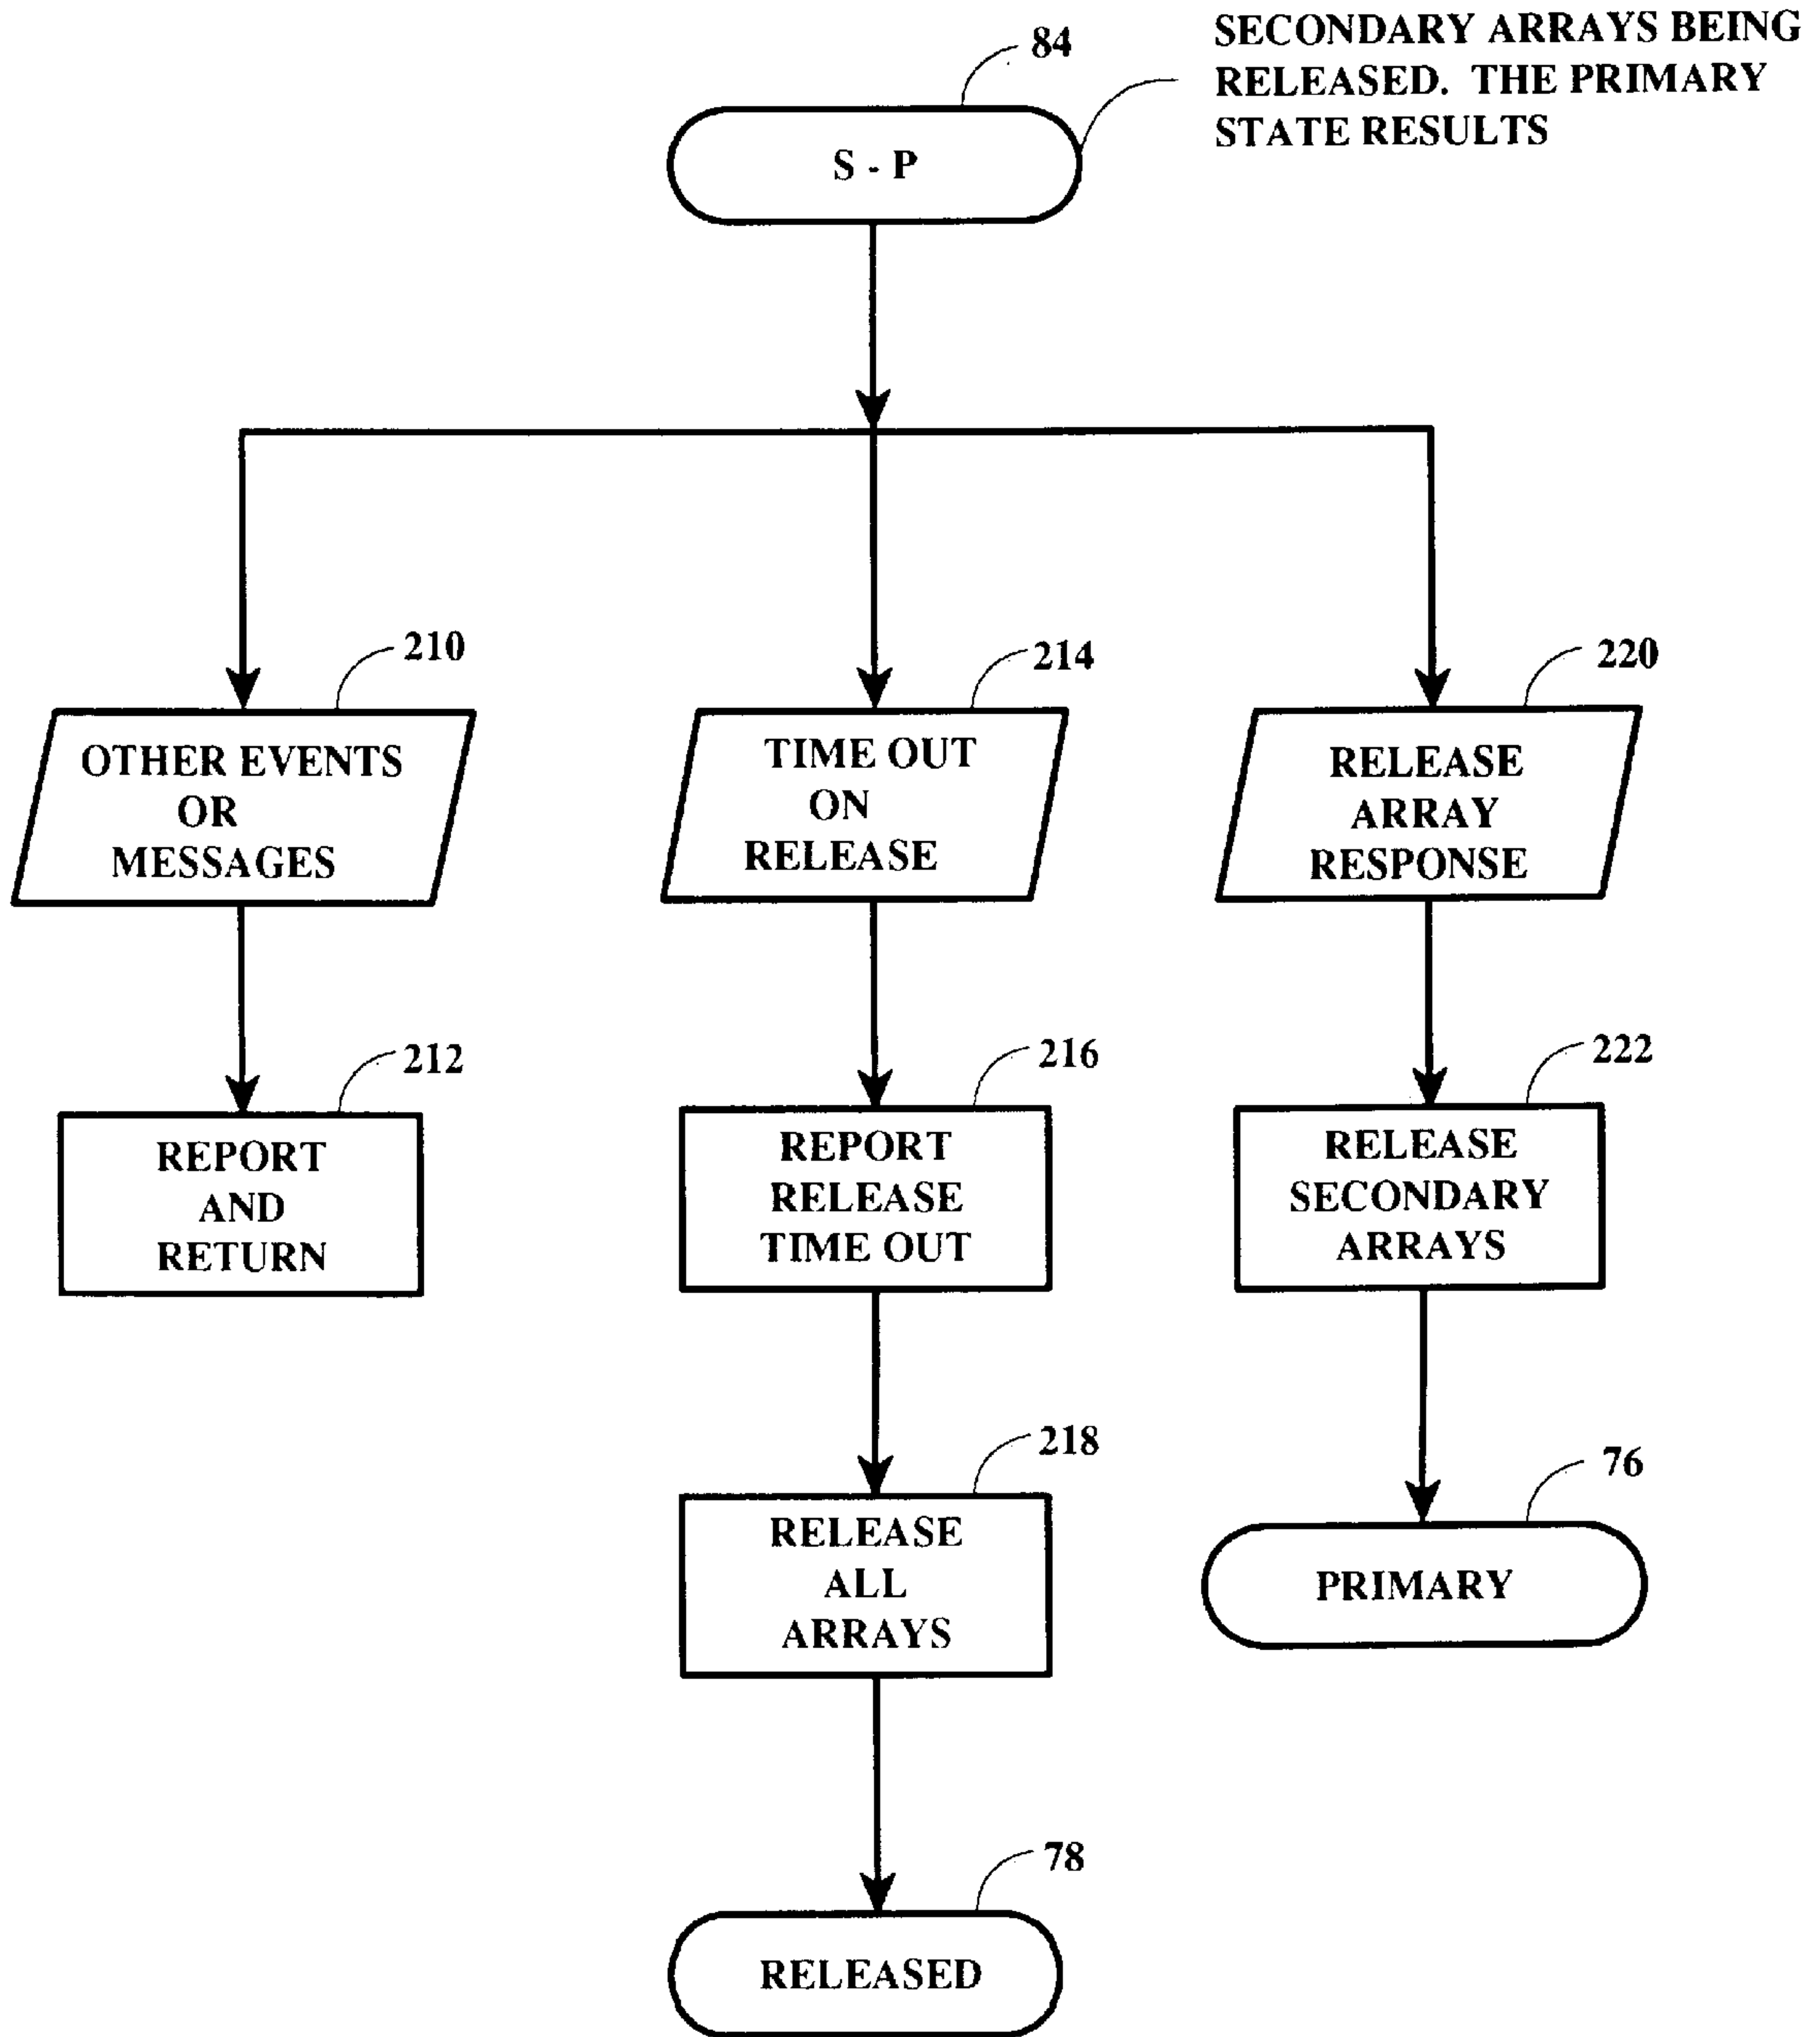 84
SECONDARY ARRAYS BEING
RELEASED. THE PRIMARY
STATE RESULTS
S - P
210
214
220
OTHER EVENTS
OR
MESSAGES
TIME OUT
ON
RELEASE
RELEASE
ARRAY
RESPONSE
212
216
222
REPORT
AND
RETURN
REPORT
RELEASE
TIME OUT
RELEASE
SECONDARY
ARRAYS
218
76
RELEASE
ALL
ARRAYS
PRIMARY
78
RELEASED